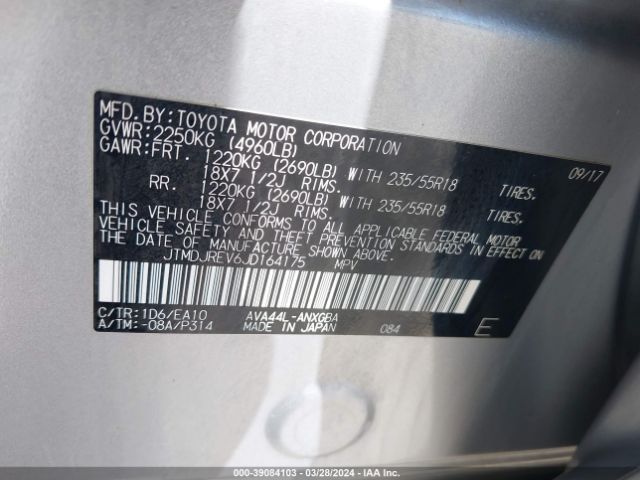 MFD. BY: TOYOTA MOTOR CORPORATION 09/17
GVWR: 2250KG (4960LB)
GAWR: FRT. 1220KG (2690LB) WITH 235/55R18 TIRES.
18X7 1/2J RIMS.
RR. 1220KG (2690LB) WITH 235/55R18 TIRES.
18X7 1/2J RIMS.
THIS VEHICLE CONFORMS TO ALL APPLICABLE FEDERAL MOTOR
VEHICLE SAFETY AND THEFT PREVENTION STANDARDS IN EFFECT ON
THE DATE OF MANUFACTURE SHOWN ABOVE.
JTMDJREV6JD164175 MPV
C/TR: 1D6/EA10 AVA44L-ANXGBA
A/TM: -08A/P314 MADE IN JAPAN 084 E
000-39084103 - 03/28/2024 - IAA Inc.